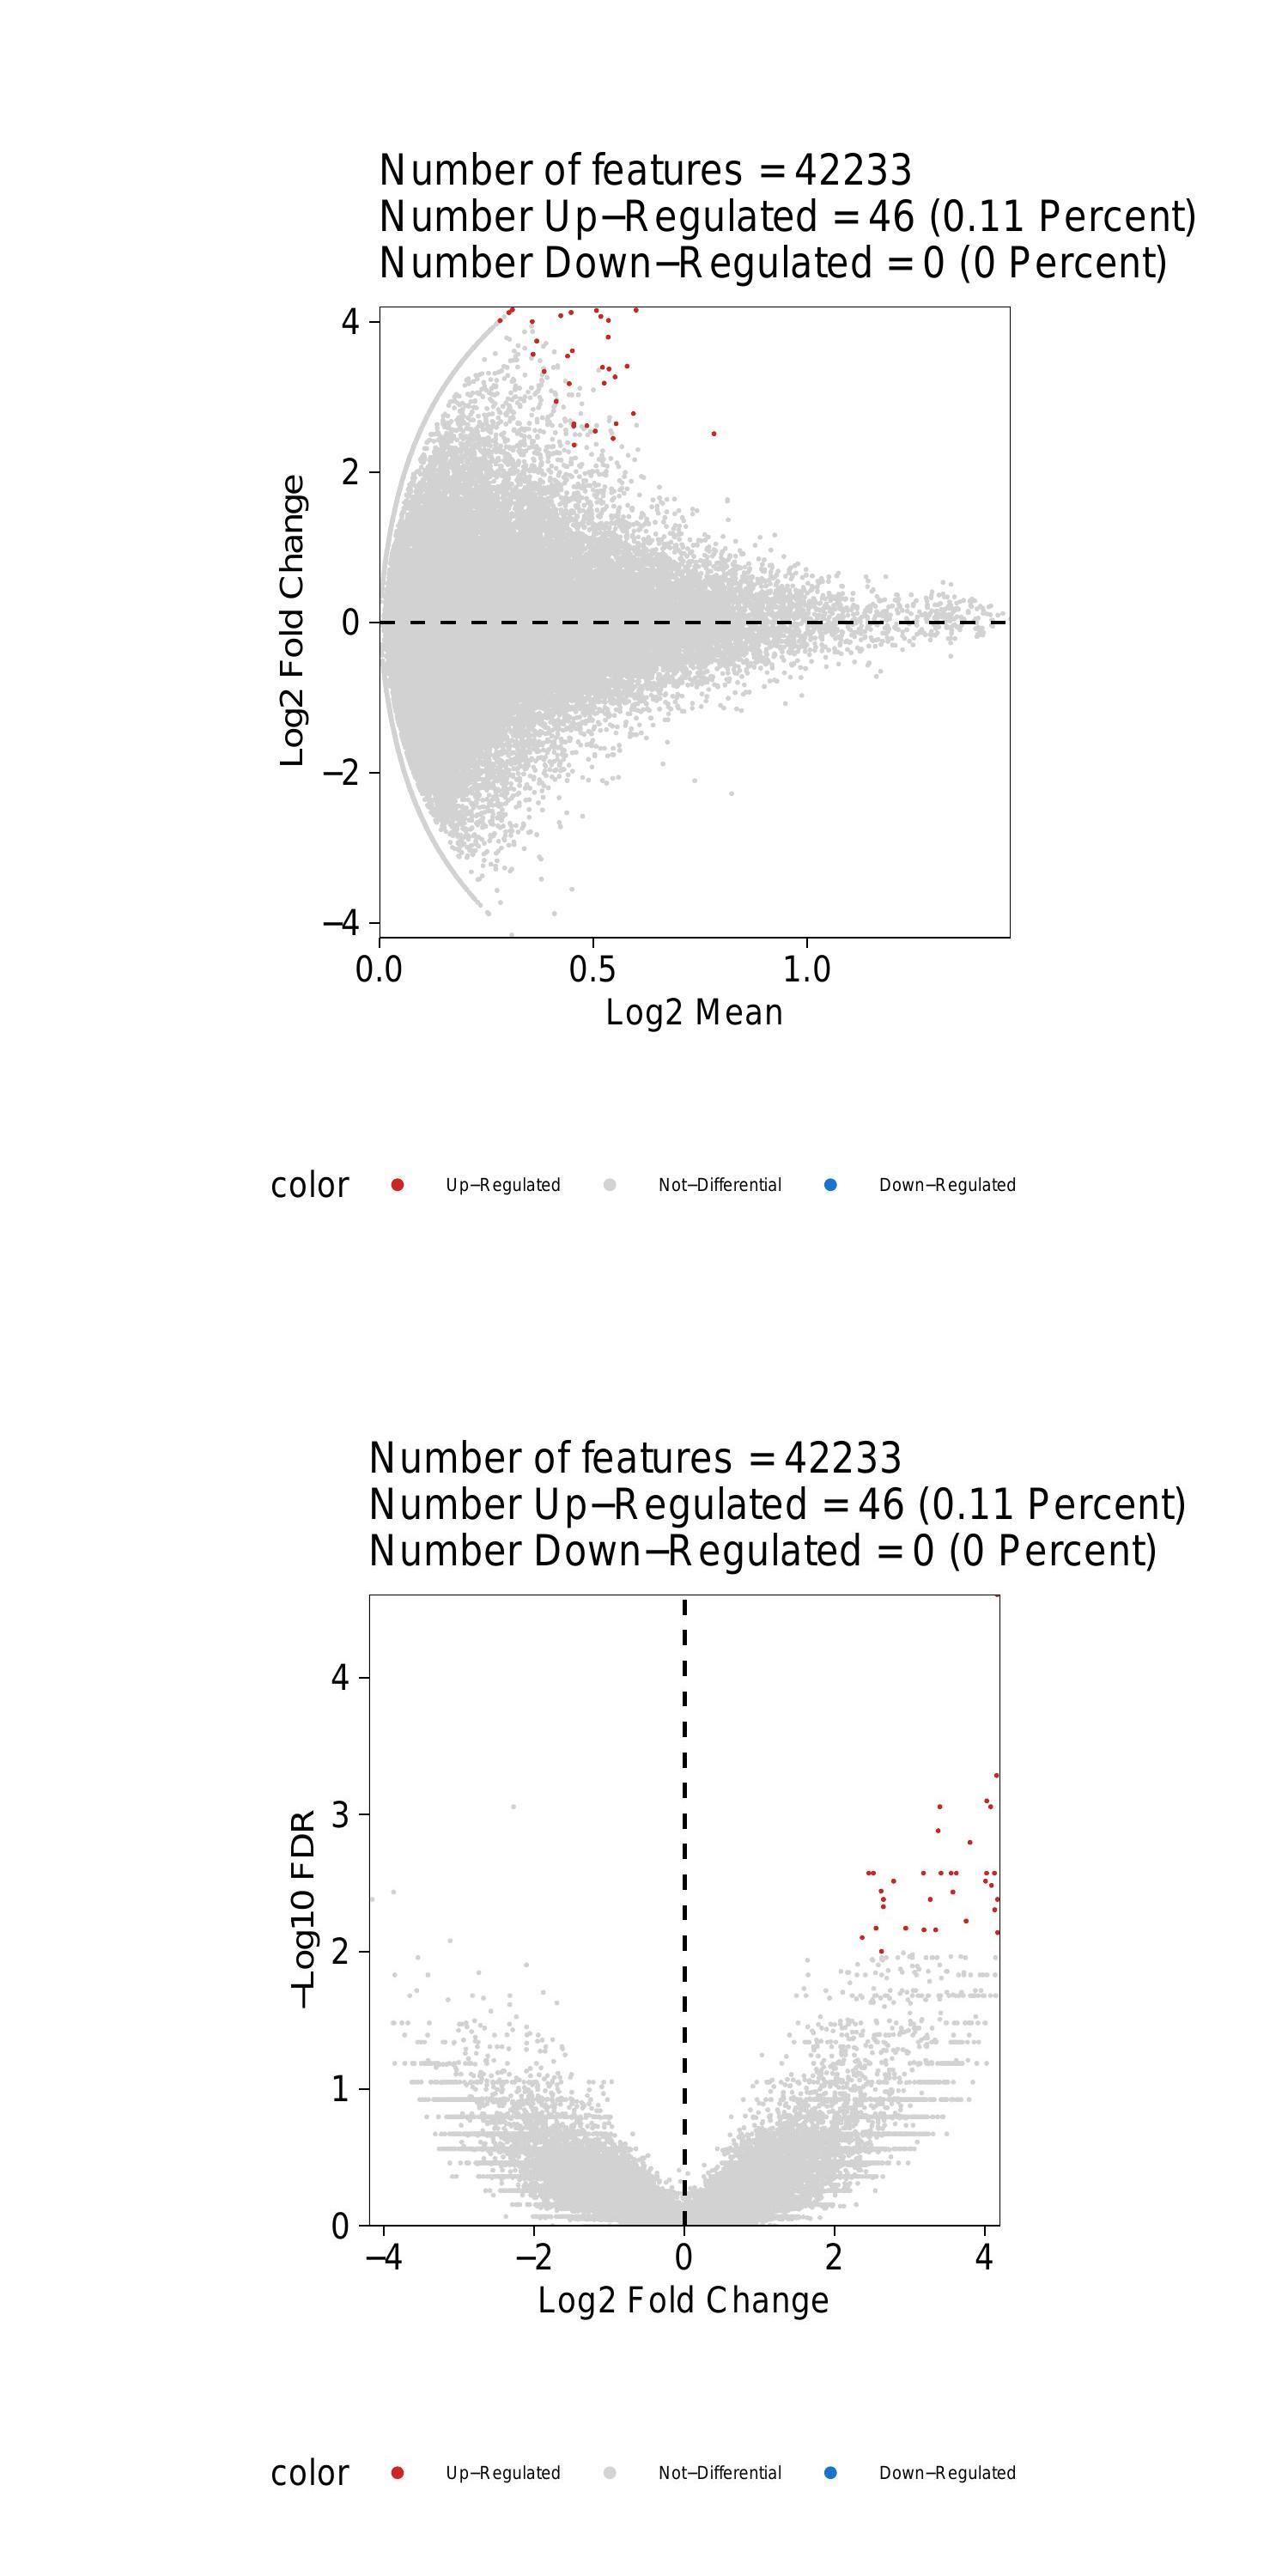 Number of features = 42233
Number Up−Regulated = 46 (0.11 Percent)
Number Down−Regulated = 0 (0 Percent)
4
2
0
−2
−4
Log2 Fold Change
0.0 0.5 1.0
Log2 Mean
color Up−Regulated Not−Differential Down−Regulated
Number of features = 42233
Number Up−Regulated = 46 (0.11 Percent)
Number Down−Regulated = 0 (0 Percent)
4
3
2
1
0
−Log10 FDR
−4 −2 0 2 4
Log2 Fold Change
color Up−Regulated Not−Differential Down−Regulated